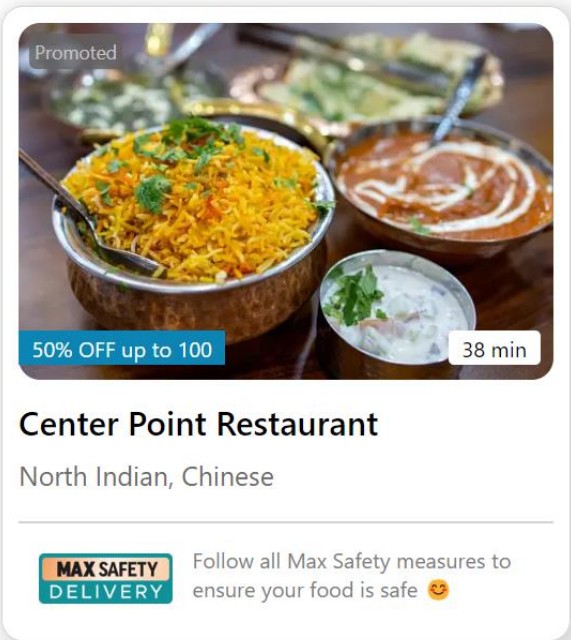 Promoted
50% OFF up to 100
38 min
Center Point Restaurant
North Indian, Chinese
MAX SAFETY
DELIVERY
Follow all Max Safety measures to
ensure your food is safe 😊